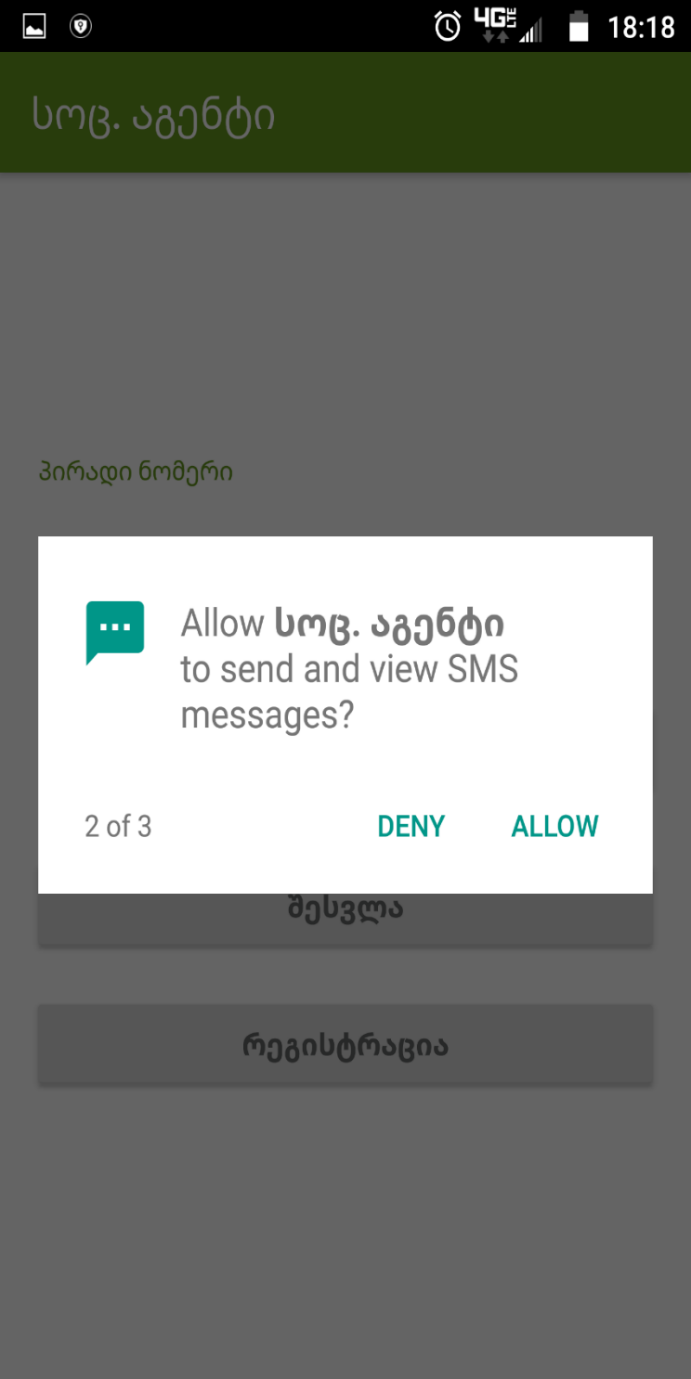 4G LTE 18:18
სოც. აგენტი
პირადი ნომერი
Allow სოც. აგენტი
to send and view SMS
messages?
2 of 3 DENY ALLOW
შესვლა
რეგისტრაცია